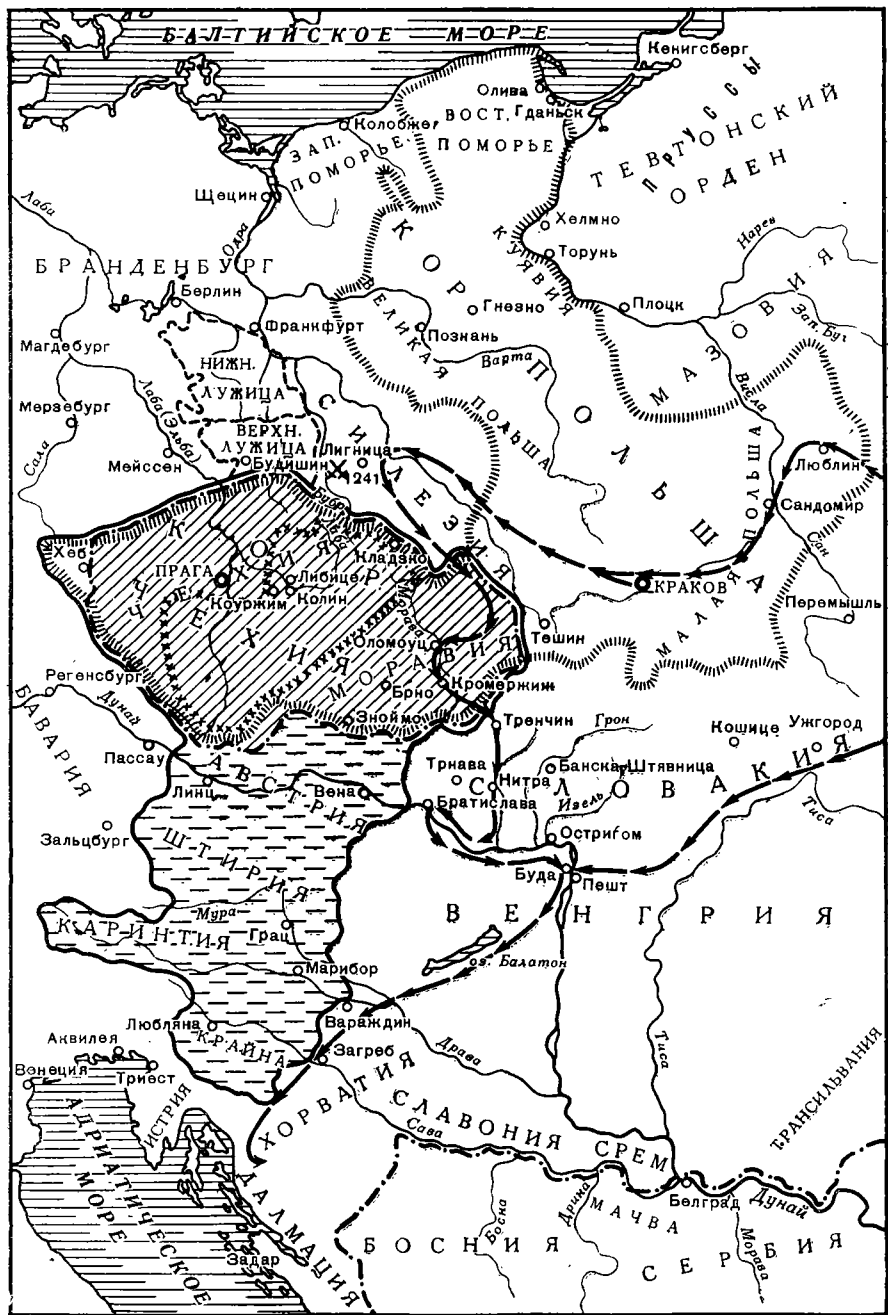 БАЛТИЙСКОЕ МОРЕ
Кенигсберг
Олива
Гданьск
ВОСТ.
ПОМОРЬЕ
Колобжег
ЗАП.
ПОМОРЬЕ
ПРУССЫ
ТЕВТОНСКИЙ
ОРДЕН
Щецин
Лаба
Одра
Хелмно
Торунь
КУЯВИЯ
Нарев
БРАНДЕНБУРГ
Берлин
КОР. ПОЛЬША
Гнезно
Плоцк
МАЗОВИЯ
Зап. Буг
Франкфурт
ВЕЛИКАЯ
ПОЛЬША
Познань
Варта
Магдебург
НИЖН.
ЛУЖИЦА
Лаба (Эльба)
Мерзебург
Сала
ВЕРХН.
ЛУЖИЦА
Мейссен
Будишин
Лигница
1241
СИЛЕЗИЯ
Висла
Люблин
Сандомир
Сан
МАЛАЯ ПОЛЬША
КРАКОВ
Перемышль
Тешин
Хеб
К. ЧЕХИЯ
ЧЕХИЯ
ПРАГА
Либице
Коуржим
Колин
Кладзно
Морава
Оломоуц
МОРАВИЯ
Брно
Кромержиж
Зноймо
Регенсбург
Дунай
БАВАРИЯ
Пассау
Тренчин
Грон
Кошице
Ужгород
АВСТРИЯ
Линц
Вена
Трнава
Нитра
Банска-Штявница
СЛОВАКИЯ
Братислава
Изель
Тиса
Зальцбург
ШТИРИЯ
Остригом
Буда
Пешт
ВЕНГРИЯ
Мура
КАРИНТИЯ
Грац
оз. Балатон
Марибор
Вараждин
Любляна
КРАЙНА
Загреб
Драва
Тиса
Аквилея
Венеция
Триест
ИСТРИЯ
ХОРВАТИЯ
СЛАВОНИЯ
СРЕМ
Сава
ТРАНСИЛЬВАНИЯ
АДРИАТИЧЕСКОЕ
МОРЕ
ДАЛМАЦИЯ
Задар
Босна
Дрина
МАЧВА
Белград
Дунай
Морава
БОСНИЯ
СЕРБИЯ